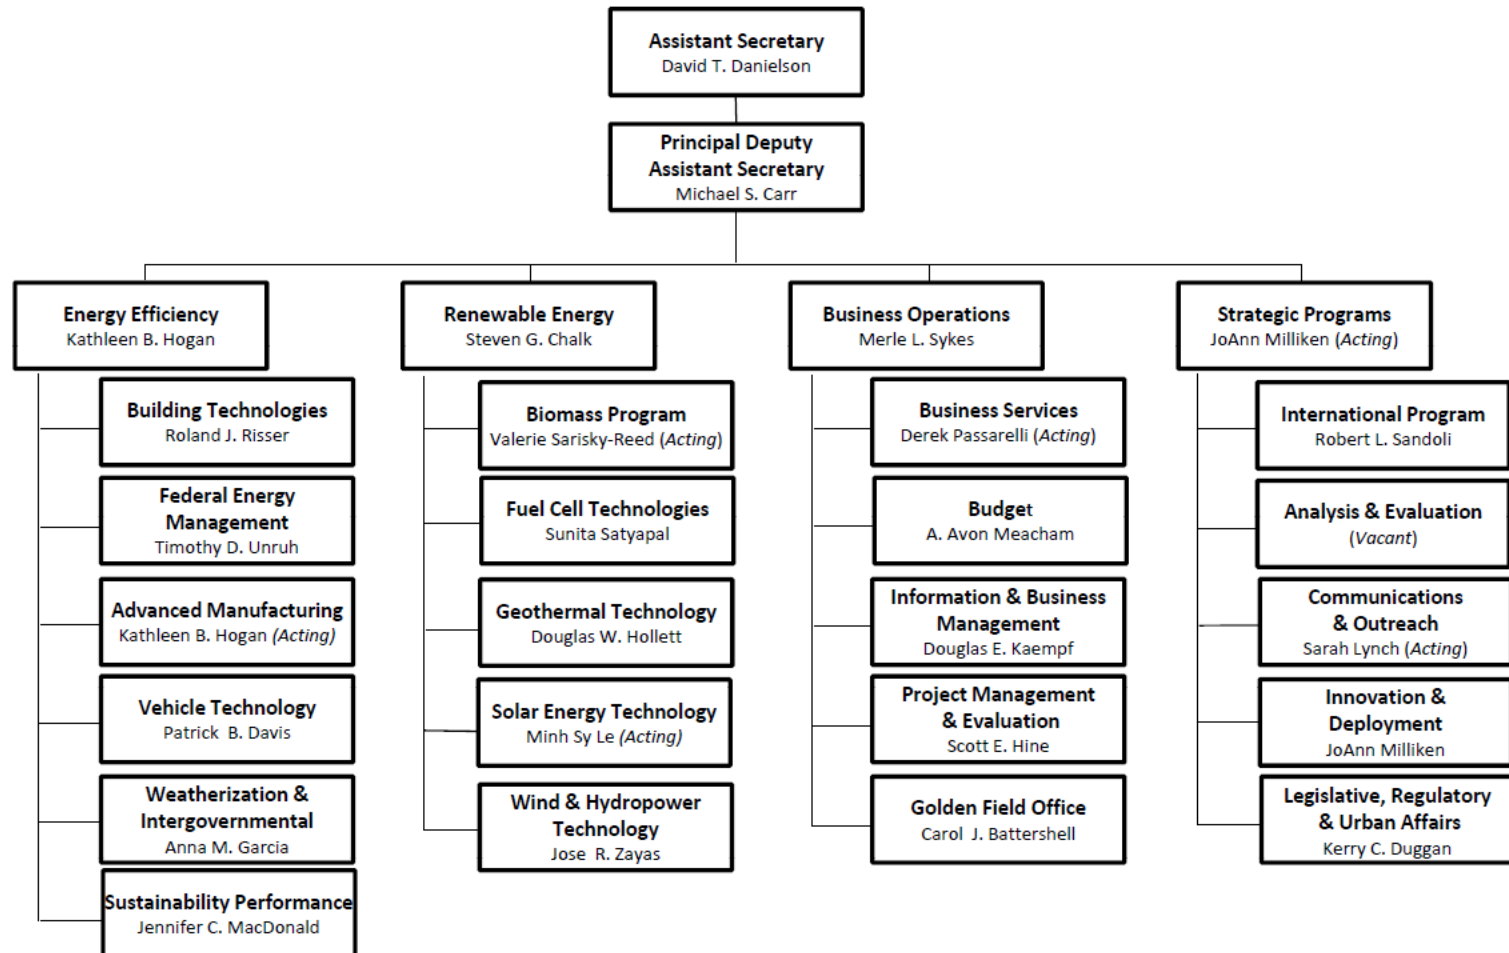 Assistant Secretary
David T. Danielson
Principal Deputy
Assistant Secretary
Michael S. Carr
Energy Efficiency
Kathleen B. Hogan
Building Technologies
Roland J. Risser
Federal Energy
Management
Timothy D. Unruh
Advanced Manufacturing
Kathleen B. Hogan (Acting)
Vehicle Technology
Patrick B. Davis
Weatherization &
Intergovernmental
Anna M. Garcia
Sustainability Performance
Jennifer C. MacDonald
Renewable Energy
Steven G. Chalk
Biomass Program
Valerie Sarisky-Reed (Acting)
Fuel Cell Technologies
Sunita Satyapal
Geothermal Technology
Douglas W. Hollett
Solar Energy Technology
Minh Sy Le (Acting)
Wind & Hydropower
Technology
Jose R. Zayas
Business Operations
Merle L. Sykes
Business Services
Derek Passarelli (Acting)
Budget
A. Avon Meacham
Information & Business
Management
Douglas E. Kaempf
Project Management
& Evaluation
Scott E. Hine
Golden Field Office
Carol J. Battershell
Strategic Programs
JoAnn Milliken (Acting)
International Program
Robert L. Sandoli
Analysis & Evaluation
(Vacant)
Communications
& Outreach
Sarah Lynch (Acting)
Innovation &
Deployment
JoAnn Milliken
Legislative, Regulatory
& Urban Affairs
Kerry C. Duggan